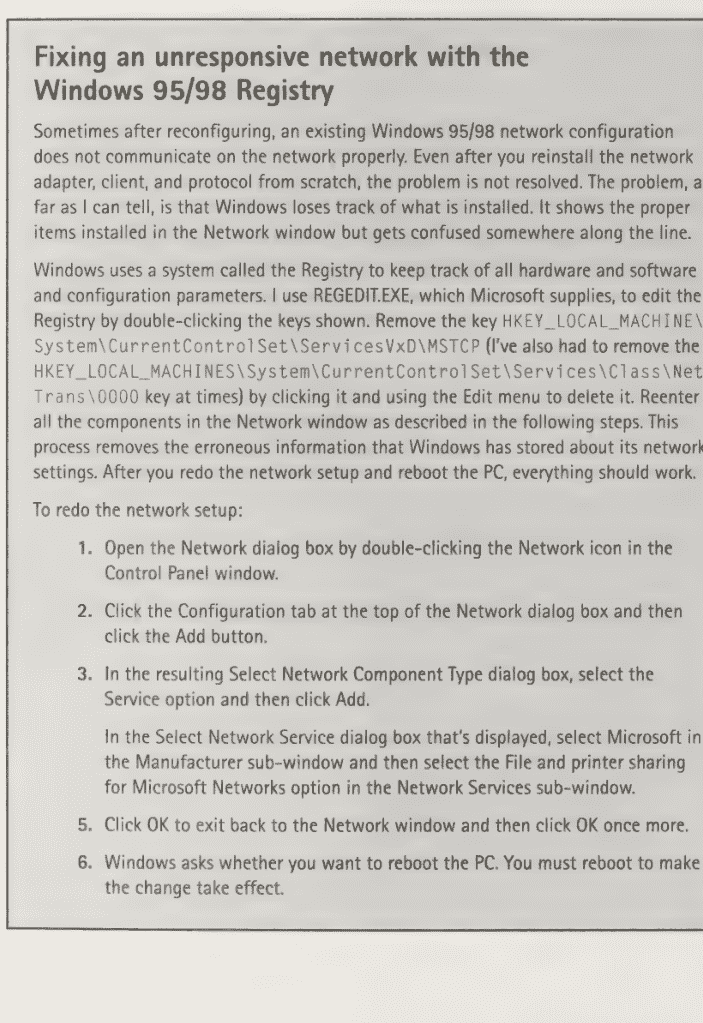 Fixing an unresponsive network with the
Windows 95/98 Registry
Sometimes after reconfiguring, an existing Windows 95/98 network configuration
does not communicate on the network properly. Even after you reinstall the network
adapter, client, and protocol from scratch, the problem is not resolved. The problem, a
far as I can tell, is that Windows loses track of what is installed. It shows the proper
items installed in the Network window but gets confused somewhere along the line.
Windows uses a system called the Registry to keep track of all hardware and software
and configuration parameters. I use REGEDIT.EXE, which Microsoft supplies, to edit the
Registry by double-clicking the keys shown. Remove the key HKEY_LOCAL_MACHINE\
System\CurrentControlSet\ServicesVxD\MSTCP (I've also had to remove the
HKEY_LOCAL_MACHINES\System\CurrentControlSet\Services\Class\Net
Trans\0000 key at times) by clicking it and using the Edit menu to delete it. Reenter
all the components in the Network window as described in the following steps. This
process removes the erroneous information that Windows has stored about its network
settings. After you redo the network setup and reboot the PC, everything should work.
To redo the network setup:
1. Open the Network dialog box by double-clicking the Network icon in the
Control Panel window.
2. Click the Configuration tab at the top of the Network dialog box and then
click the Add button.
3. In the resulting Select Network Component Type dialog box, select the
Service option and then click Add.
In the Select Network Service dialog box that's displayed, select Microsoft in
the Manufacturer sub-window and then select the File and printer sharing
for Microsoft Networks option in the Network Services sub-window.
5. Click OK to exit back to the Network window and then click OK once more.
6. Windows asks whether you want to reboot the PC. You must reboot to make
the change take effect.